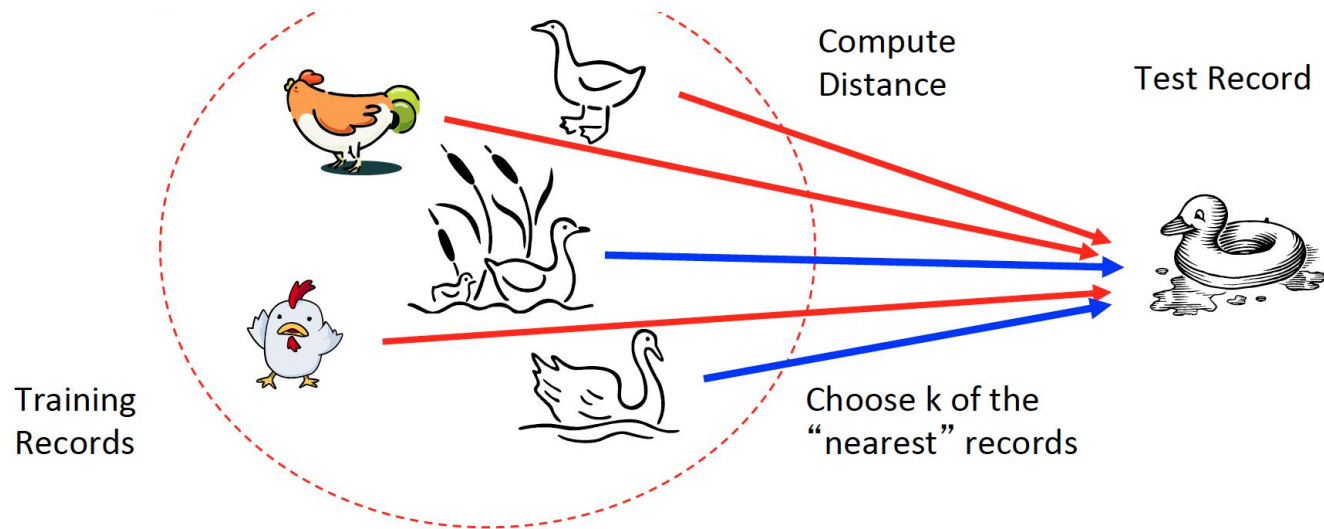 Compute
Distance
Test Record
Training
Records
Choose k of the
“nearest” records